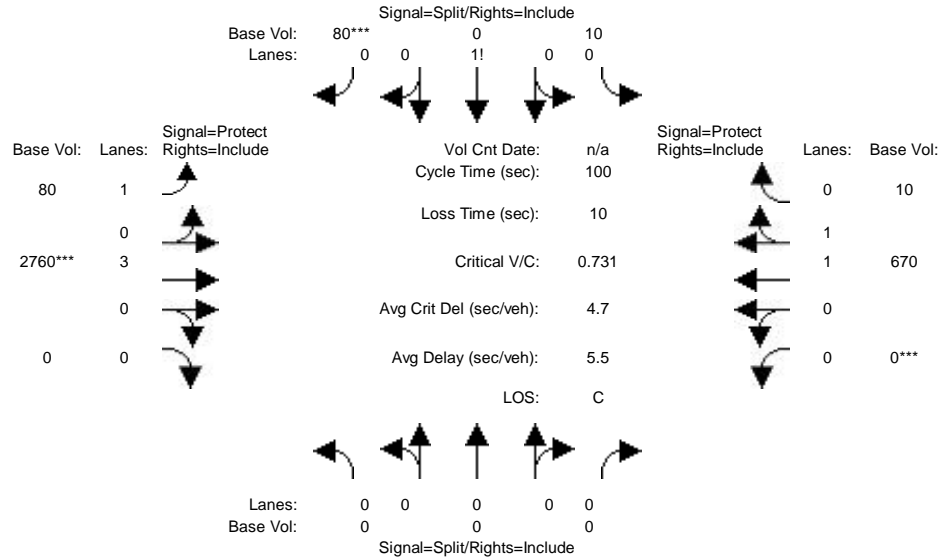 Signal=Split/Rights=Include
Base Vol: 80*** 0 10
Lanes: 0 0 1! 0 0
Signal=Protect Signal=Protect
Base Vol: Lanes: Rights=Include Vol Cnt Date: n/a Rights=Include Lanes: Base Vol:
Cycle Time (sec): 100
80 1 0 10
Loss Time (sec): 10
0 1
2760*** 3 Critical V/C: 0.731 1 670
0 Avg Crit Del (sec/veh): 4.7 0
0 0 Avg Delay (sec/veh): 5.5 0 0***
LOS: C
Lanes: 0 0 0 0 0
Base Vol: 0 0 0
Signal=Split/Rights=Include